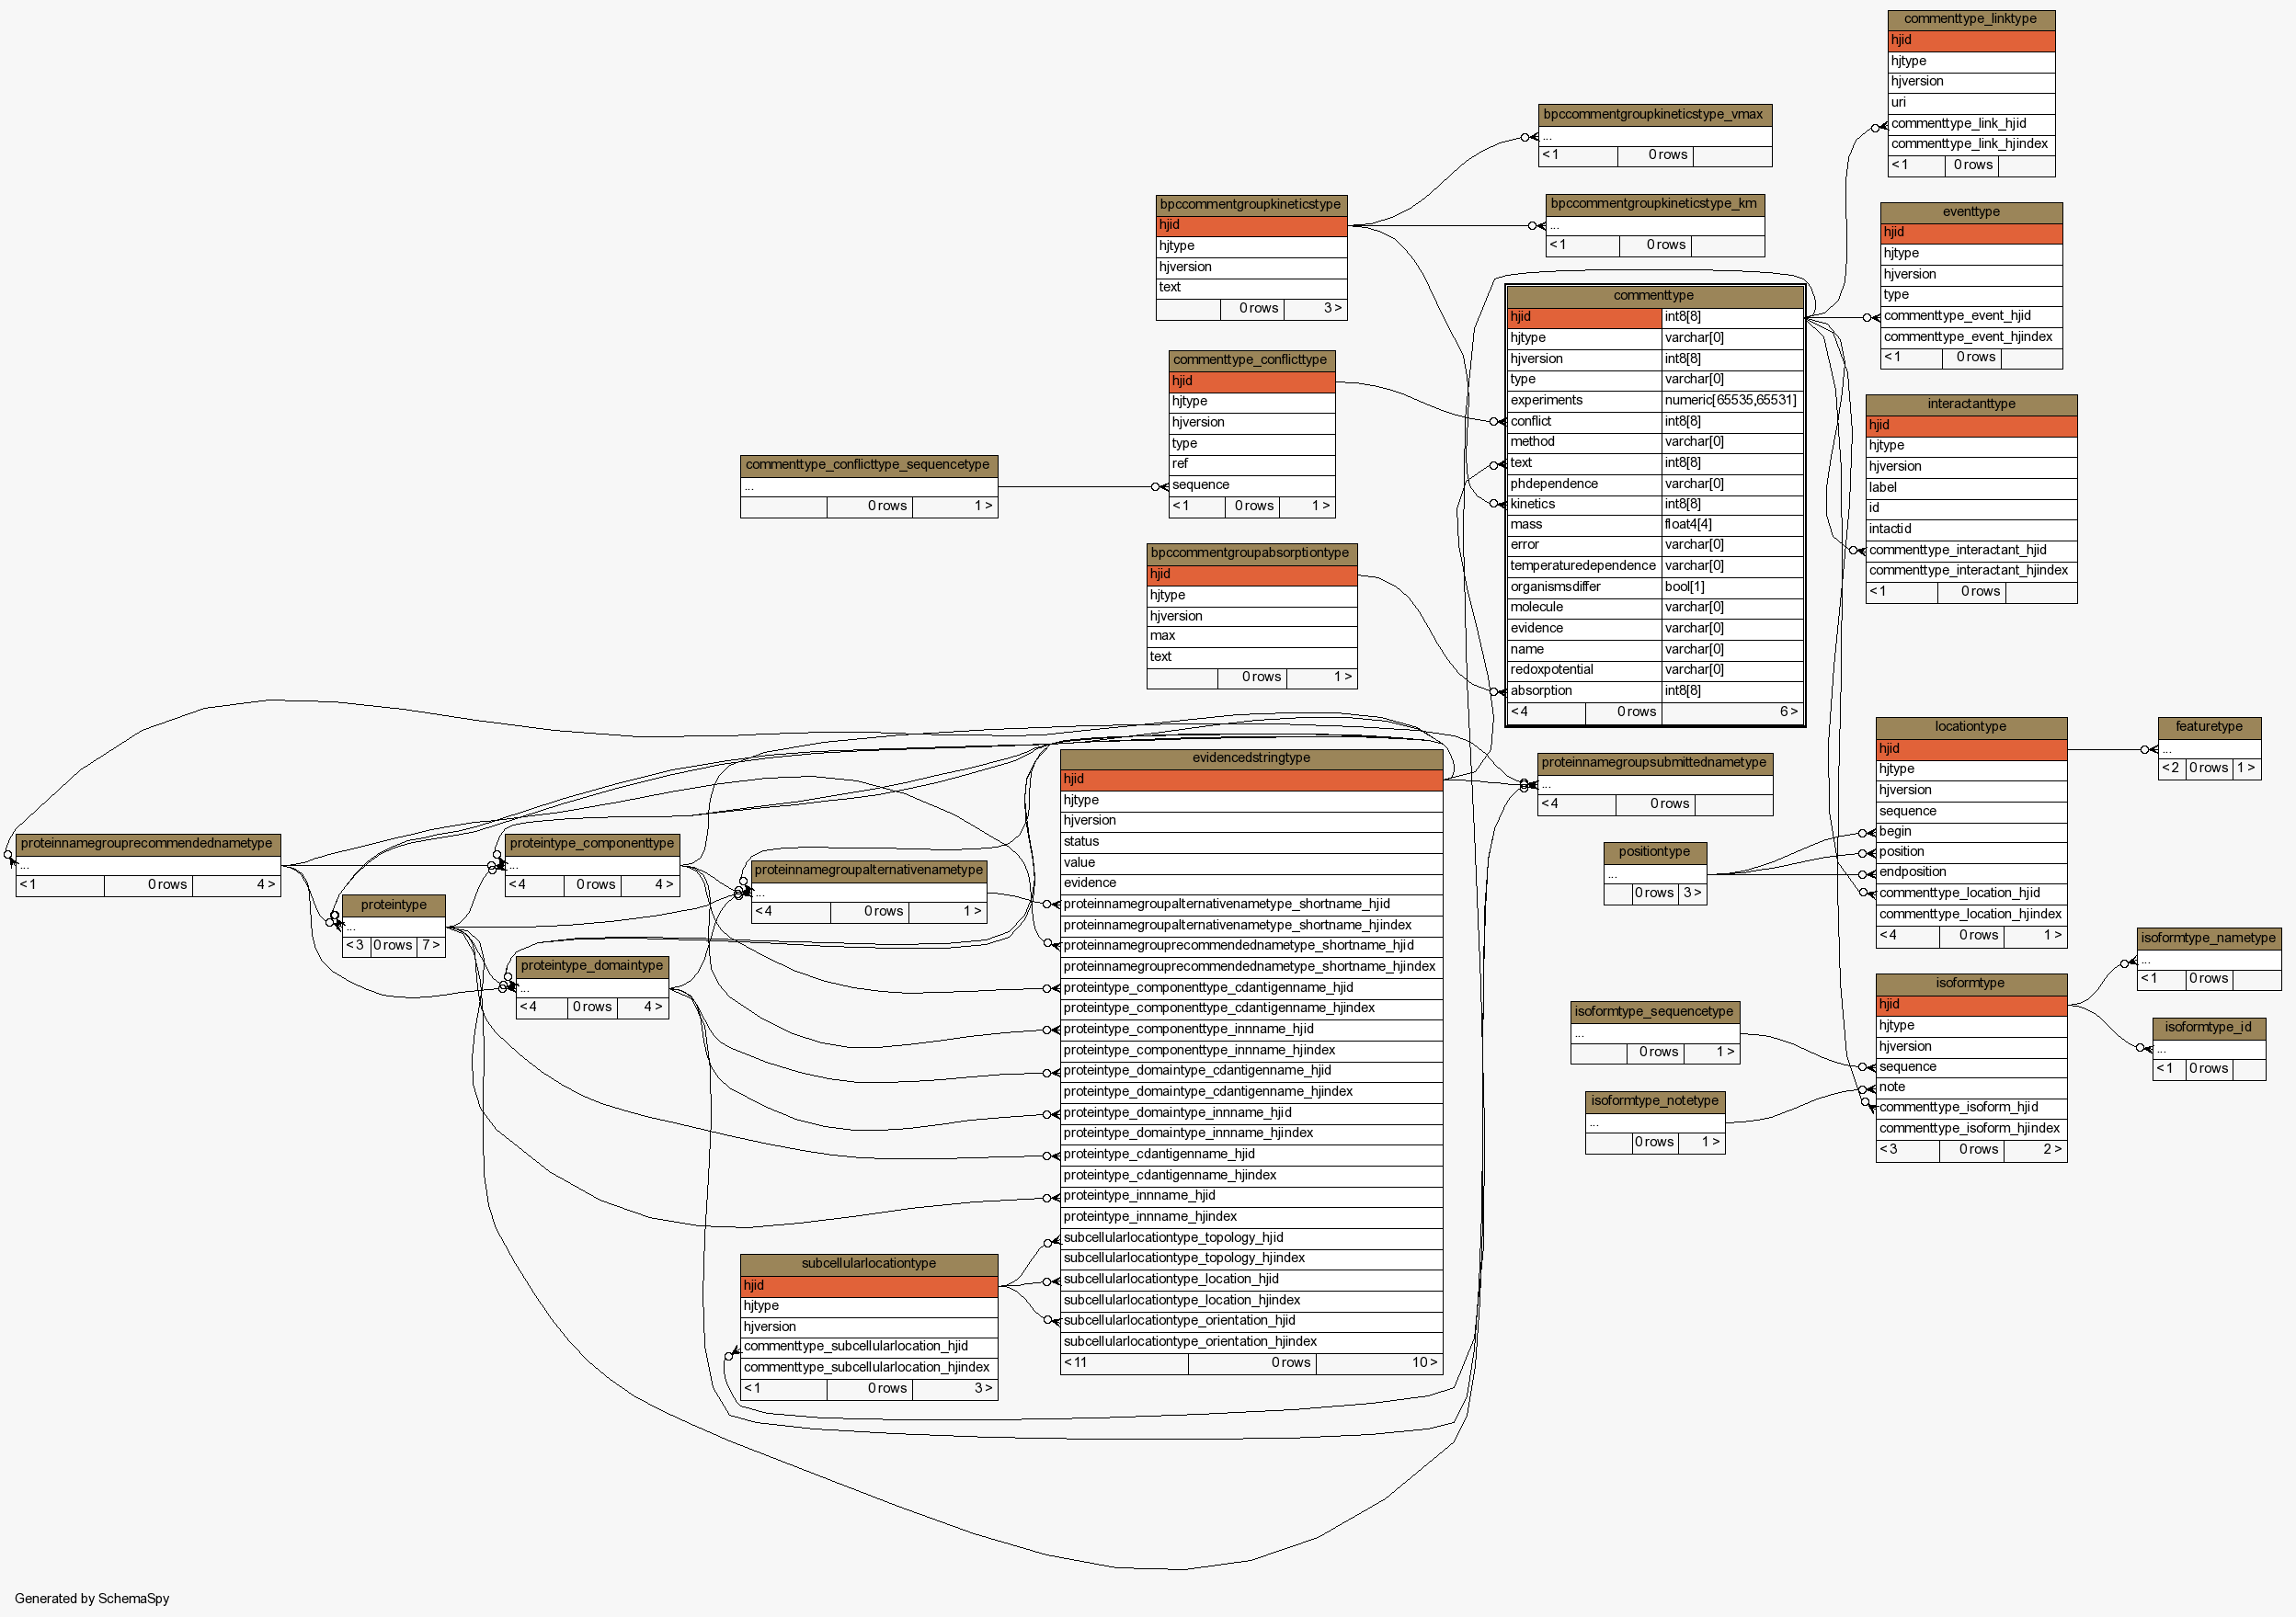 commenttype_linktype
hjid
hjtype
hjversion
uri
commenttype_link_hjid
commenttype_link_hjindex
< 1 0 rows
bpccommentgroupkineticstype_vmax
...
< 1 0 rows
bpccommentgroupkineticstype
hjid
hjtype
hjversion
text
0 rows 3 >
bpccommentgroupkineticstype_km
...
< 1 0 rows
eventtype
hjid
hjtype
hjversion
type
commenttype_event_hjid
commenttype_event_hjindex
< 1 0 rows
commenttype
hjid int8[8]
hjtype varchar[0]
hjversion int8[8]
type varchar[0]
experiments numeric[65535,65531]
conflict int8[8]
method varchar[0]
text int8[8]
phdependence varchar[0]
kinetics int8[8]
mass float4[4]
error varchar[0]
temperaturedependence varchar[0]
organismsdiffer bool[1]
molecule varchar[0]
evidence varchar[0]
name varchar[0]
redoxpotential varchar[0]
absorption int8[8]
< 4 0 rows 6 >
commenttype_conflicttype
hjid
hjtype
hjversion
type
ref
sequence
< 1 0 rows 1 >
interactanttype
hjid
hjtype
hjversion
label
id
intactid
commenttype_interactant_hjid
commenttype_interactant_hjindex
< 1 0 rows
commenttype_conflicttype_sequencetype
...
0 rows 1 >
bpccommentgroupabsorptiontype
hjid
hjtype
hjversion
max
text
0 rows 1 >
locationtype
hjid
hjtype
hjversion
sequence
begin
position
endposition
commenttype_location_hjid
commenttype_location_hjindex
< 4 0 rows 1 >
featuretype
...
< 2 0 rows 1 >
evidencedstringtype
hjid
hjtype
hjversion
status
value
evidence
proteinnamegroupalternativenametype_shortname_hjid
proteinnamegroupalternativenametype_shortname_hjindex
proteinnamegrouprecommendednametype_shortname_hjid
proteinnamegrouprecommendednametype_shortname_hjindex
proteintype_componenttype_cdantigenname_hjid
proteintype_componenttype_cdantigenname_hjindex
proteintype_componenttype_innname_hjid
proteintype_componenttype_innname_hjindex
proteintype_domaintype_cdantigenname_hjid
proteintype_domaintype_cdantigenname_hjindex
proteintype_domaintype_innname_hjid
proteintype_domaintype_innname_hjindex
proteintype_cdantigenname_hjid
proteintype_cdantigenname_hjindex
proteintype_innname_hjid
proteintype_innname_hjindex
subcellularlocationtype_topology_hjid
subcellularlocationtype_topology_hjindex
subcellularlocationtype_location_hjid
subcellularlocationtype_location_hjindex
subcellularlocationtype_orientation_hjid
subcellularlocationtype_orientation_hjindex
< 11 0 rows 10 >
proteinnamegroupsubmittednametype
...
< 4 0 rows
proteinnamegrouprecommendednametype
...
< 1 0 rows 4 >
proteintype_componenttype
...
< 4 0 rows 4 >
positiontype
...
0 rows 3 >
proteinnamegroupalternativenametype
...
< 4 0 rows 1 >
proteintype
...
< 3 0 rows 7 >
isoformtype_nametype
...
< 1 0 rows
proteintype_domaintype
...
< 4 0 rows 4 >
isoformtype
hjid
hjtype
hjversion
sequence
note
commenttype_isoform_hjid
commenttype_isoform_hjindex
< 3 0 rows 2 >
isoformtype_sequencetype
...
0 rows 1 >
isoformtype_id
...
< 1 0 rows
isoformtype_notetype
...
0 rows 1 >
subcellularlocationtype
hjid
hjtype
hjversion
commenttype_subcellularlocation_hjid
commenttype_subcellularlocation_hjindex
< 1 0 rows 3 >
Generated by SchemaSpy